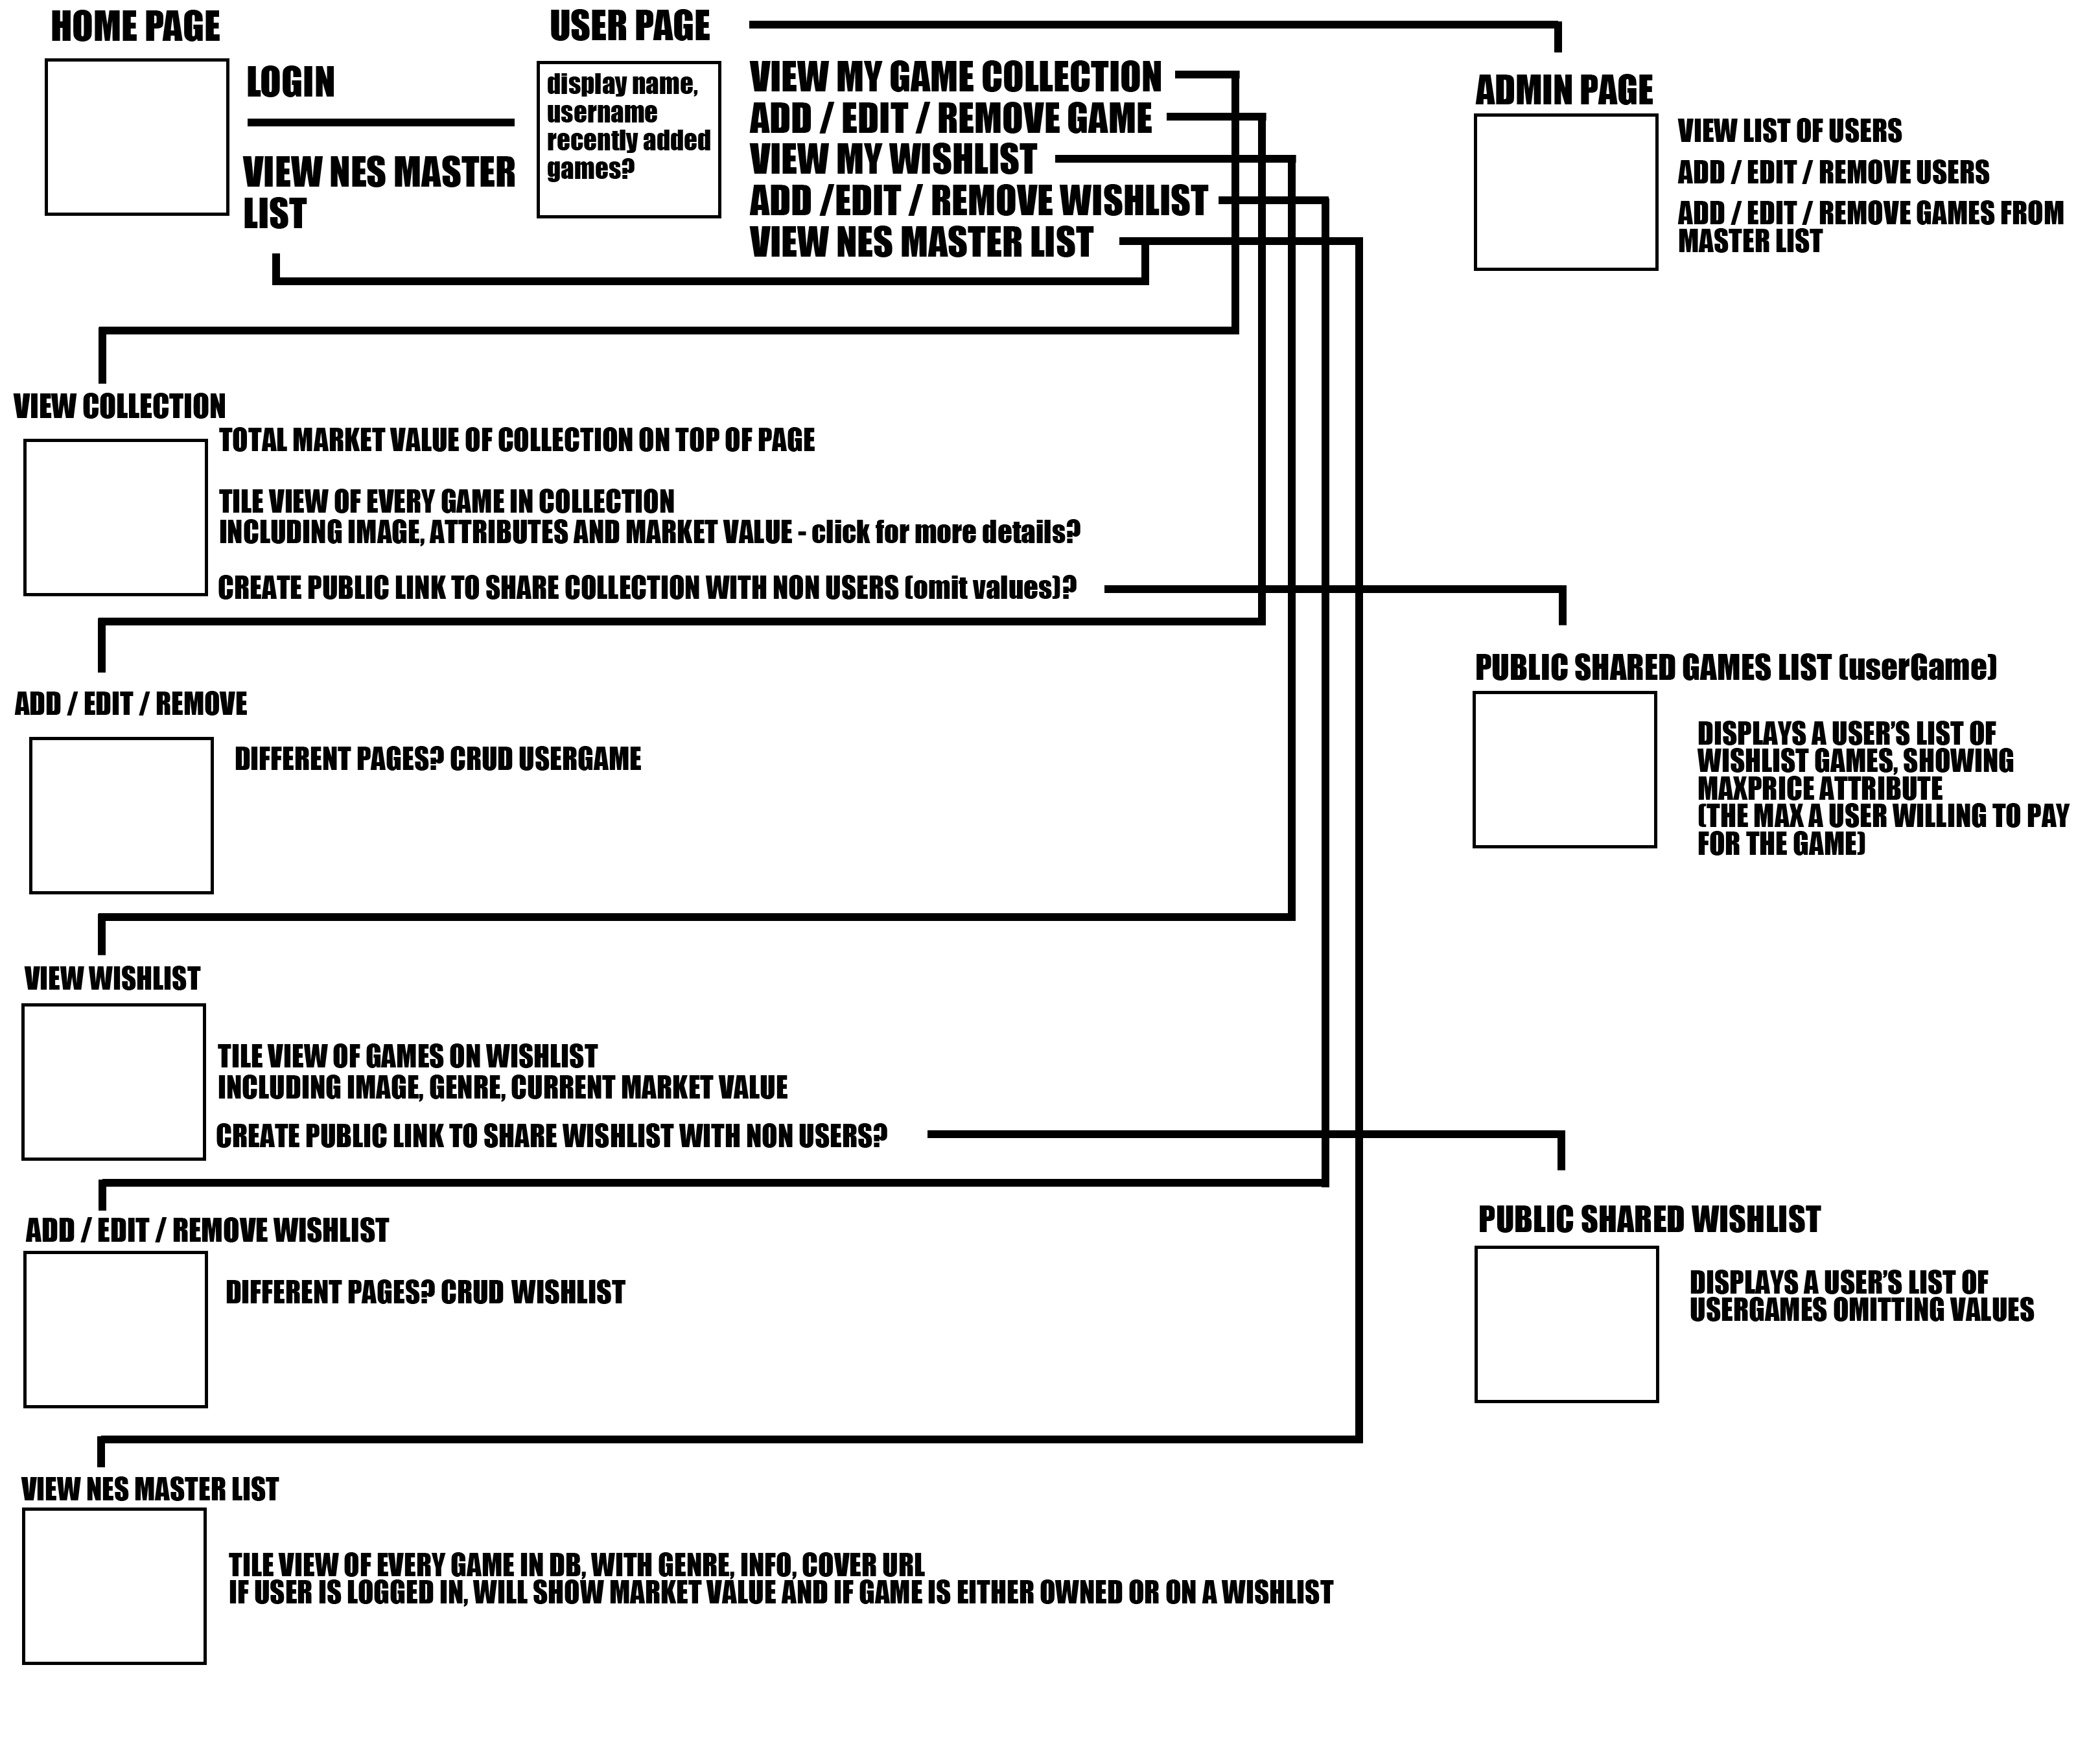 HOME PAGE
LOGIN
VIEW NES MASTER
LIST
USER PAGE
display name,
username
recently added
games?
VIEW MY GAME COLLECTION
ADD / EDIT / REMOVE GAME
VIEW MY WISHLIST
ADD /EDIT / REMOVE WISHLIST
VIEW NES MASTER LIST
ADMIN PAGE
VIEW LIST OF USERS
ADD / EDIT / REMOVE USERS
ADD / EDIT / REMOVE GAMES FROM
MASTER LIST
VIEW COLLECTION
TOTAL MARKET VALUE OF COLLECTION ON TOP OF PAGE
TILE VIEW OF EVERY GAME IN COLLECTION
INCLUDING IMAGE, ATTRIBUTES AND MARKET VALUE - click for more details?
CREATE PUBLIC LINK TO SHARE COLLECTION WITH NON USERS (omit values)?
PUBLIC SHARED GAMES LIST (userGame)
DISPLAYS A USER'S LIST OF
WISHLIST GAMES, SHOWING
MAXPRICE ATTRIBUTE
(THE MAX A USER WILLING TO PAY
FOR THE GAME)
ADD / EDIT / REMOVE
DIFFERENT PAGES? CRUD USERGAME
VIEW WISHLIST
TILE VIEW OF GAMES ON WISHLIST
INCLUDING IMAGE, GENRE, CURRENT MARKET VALUE
CREATE PUBLIC LINK TO SHARE WISHLIST WITH NON USERS?
PUBLIC SHARED WISHLIST
DISPLAYS A USER'S LIST OF
USERGAMES OMITTING VALUES
ADD / EDIT / REMOVE WISHLIST
DIFFERENT PAGES? CRUD WISHLIST
VIEW NES MASTER LIST
TILE VIEW OF EVERY GAME IN DB, WITH GENRE, INFO, COVER URL
IF USER IS LOGGED IN, WILL SHOW MARKET VALUE AND IF GAME IS EITHER OWNED OR ON A WISHLIST